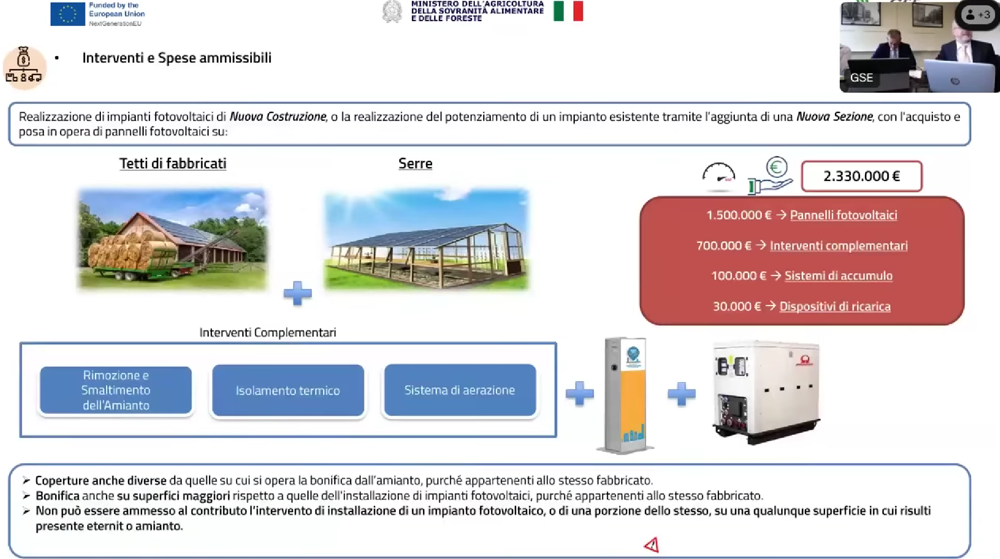 Funded by the
European Union
NextGenerationEU
MINISTERO DELL'AGRICOLTURA
DELLA SOVRANITÀ ALIMENTARE
E DELLE FORESTE
+3
GSE
• Interventi e Spese ammissibili
Realizzazione di impianti fotovoltaici di Nuova Costruzione, o la realizzazione del potenziamento di un impianto esistente tramite l'aggiunta di una Nuova Sezione, con l'acquisto e
posa in opera di pannelli fotovoltaici su:
Tetti di fabbricati
Serre
2.330.000 €
1.500.000 € → Pannelli fotovoltaici
700.000 € → Interventi complementari
100.000 € → Sistemi di accumulo
30.000 € → Dispositivi di ricarica
Interventi Complementari
Rimozione e
Smaltimento
dell'Amianto
Isolamento termico
Sistema di aerazione
➢ Coperture anche diverse da quelle su cui si opera la bonifica dall'amianto, purché appartenenti allo stesso fabbricato.
➢ Bonifica anche su superfici maggiori rispetto a quelle dell'installazione di impianti fotovoltaici, purché appartenenti allo stesso fabbricato.
➢ Non può essere ammesso al contributo l'intervento di installazione di un impianto fotovoltaico, o di una porzione dello stesso, su una qualunque superficie in cui risulti
presente eternit o amianto.